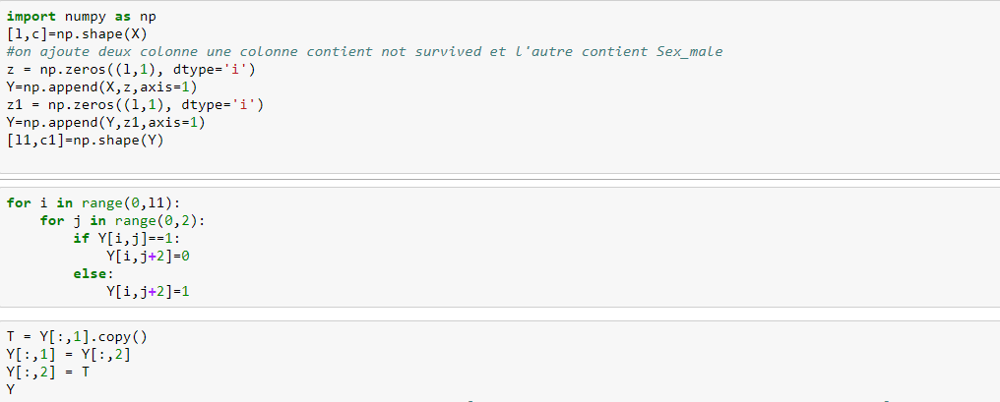 import numpy as np
[l,c]=np.shape(X)
#on ajoute deux colonne une colonne contient not survived et l'autre contient Sex_male
z = np.zeros((l,1), dtype='i')
Y=np.append(X,z,axis=1)
z1 = np.zeros((l,1), dtype='i')
Y=np.append(Y,z1,axis=1)
[l1,c1]=np.shape(Y)
for i in range(0,l1):
    for j in range(0,2):
        if Y[i,j]==1:
            Y[i,j+2]=0
        else:
            Y[i,j+2]=1
T = Y[:,1].copy()
Y[:,1] = Y[:,2]
Y[:,2] = T
Y